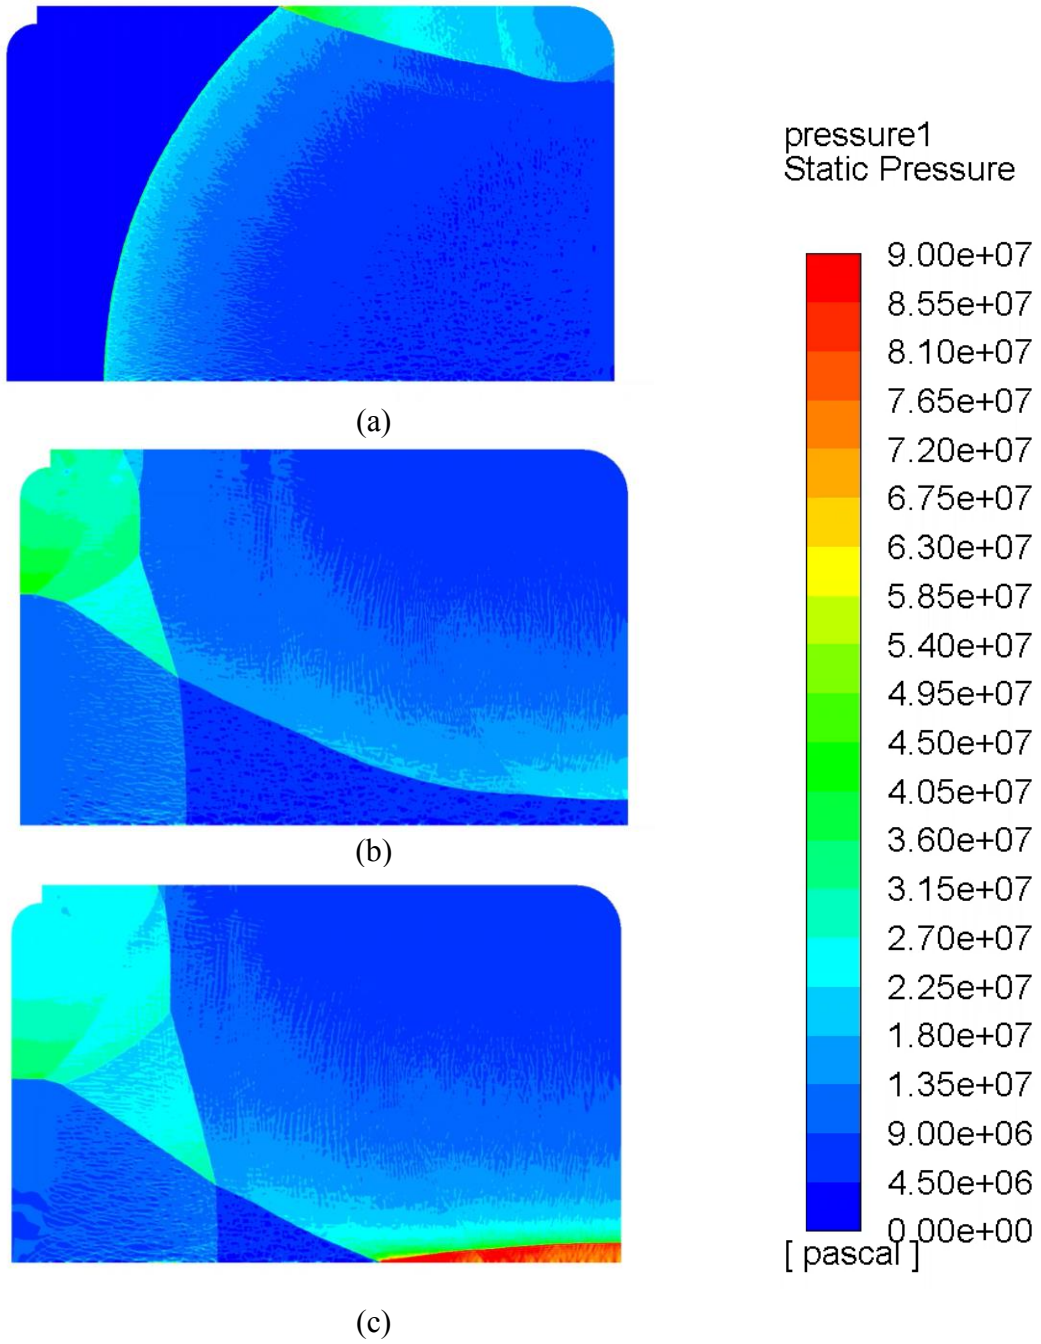 pressure1
Static Pressure
9.00e+07
8.55e+07
8.10e+07
7.65e+07
7.20e+07
6.75e+07
6.30e+07
5.85e+07
5.40e+07
4.95e+07
4.50e+07
4.05e+07
3.60e+07
3.15e+07
2.70e+07
2.25e+07
1.80e+07
1.35e+07
9.00e+06
4.50e+06
0.00e+00
[ pascal ]
(a)
(b)
(c)